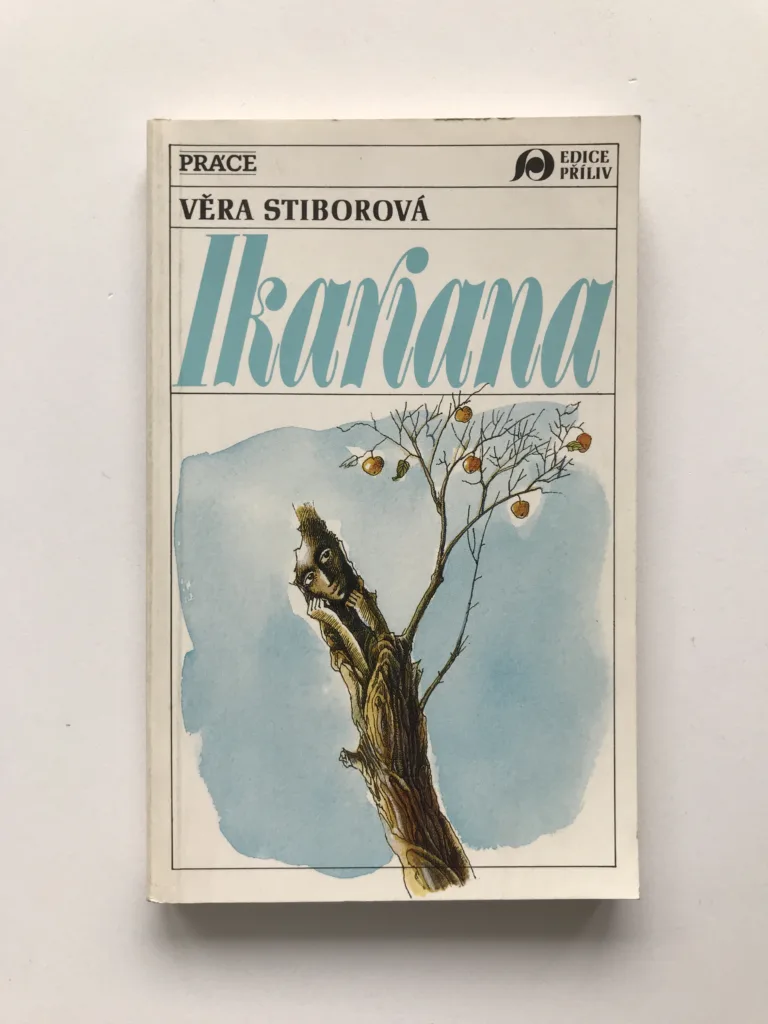 PRÁCE
EDICE
PŘÍLIV
VĚRA STIBOROVÁ
Ikariana